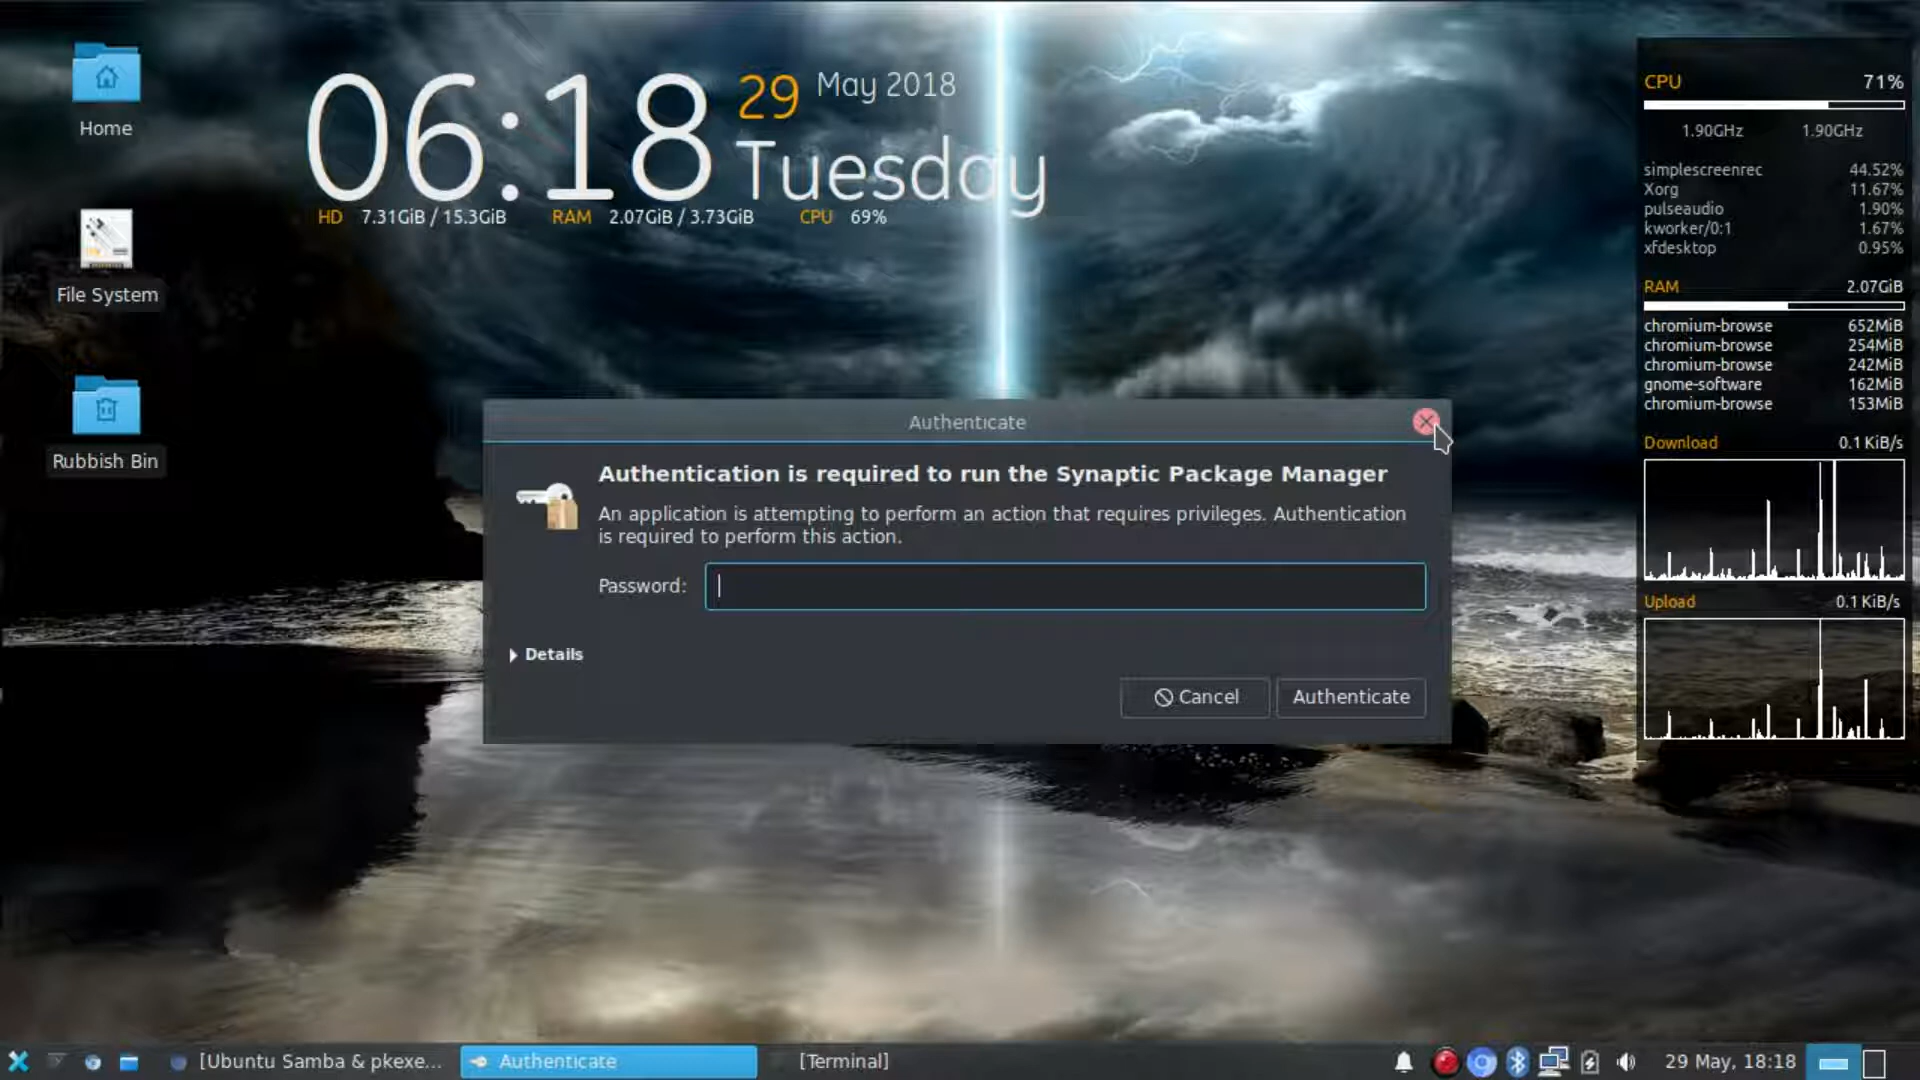 Home
File System
Rubbish Bin
06:18
29 May 2018
Tuesday
HD 7.31GiB / 15.3GiB RAM 2.07GiB / 3.73GiB CPU 69%
CPU 71%
1.90GHz 1.90GHz
simplescreenrec 44.52%
Xorg 11.67%
pulseaudio 1.90%
kworker/0:1 1.67%
xfdesktop 0.95%
RAM 2.07GiB
chromium-browse 652MiB
chromium-browse 254MiB
chromium-browse 242MiB
gnome-software 162MiB
chromium-browse 153MiB
Download 0.1 KiB/s
Upload 0.1 KiB/s
Authenticate
Authentication is required to run the Synaptic Package Manager
An application is attempting to perform an action that requires privileges. Authentication
is required to perform this action.
Password:
Details
Cancel Authenticate
[Ubuntu Samba & pkexe... Authenticate [Terminal] 29 May, 18:18